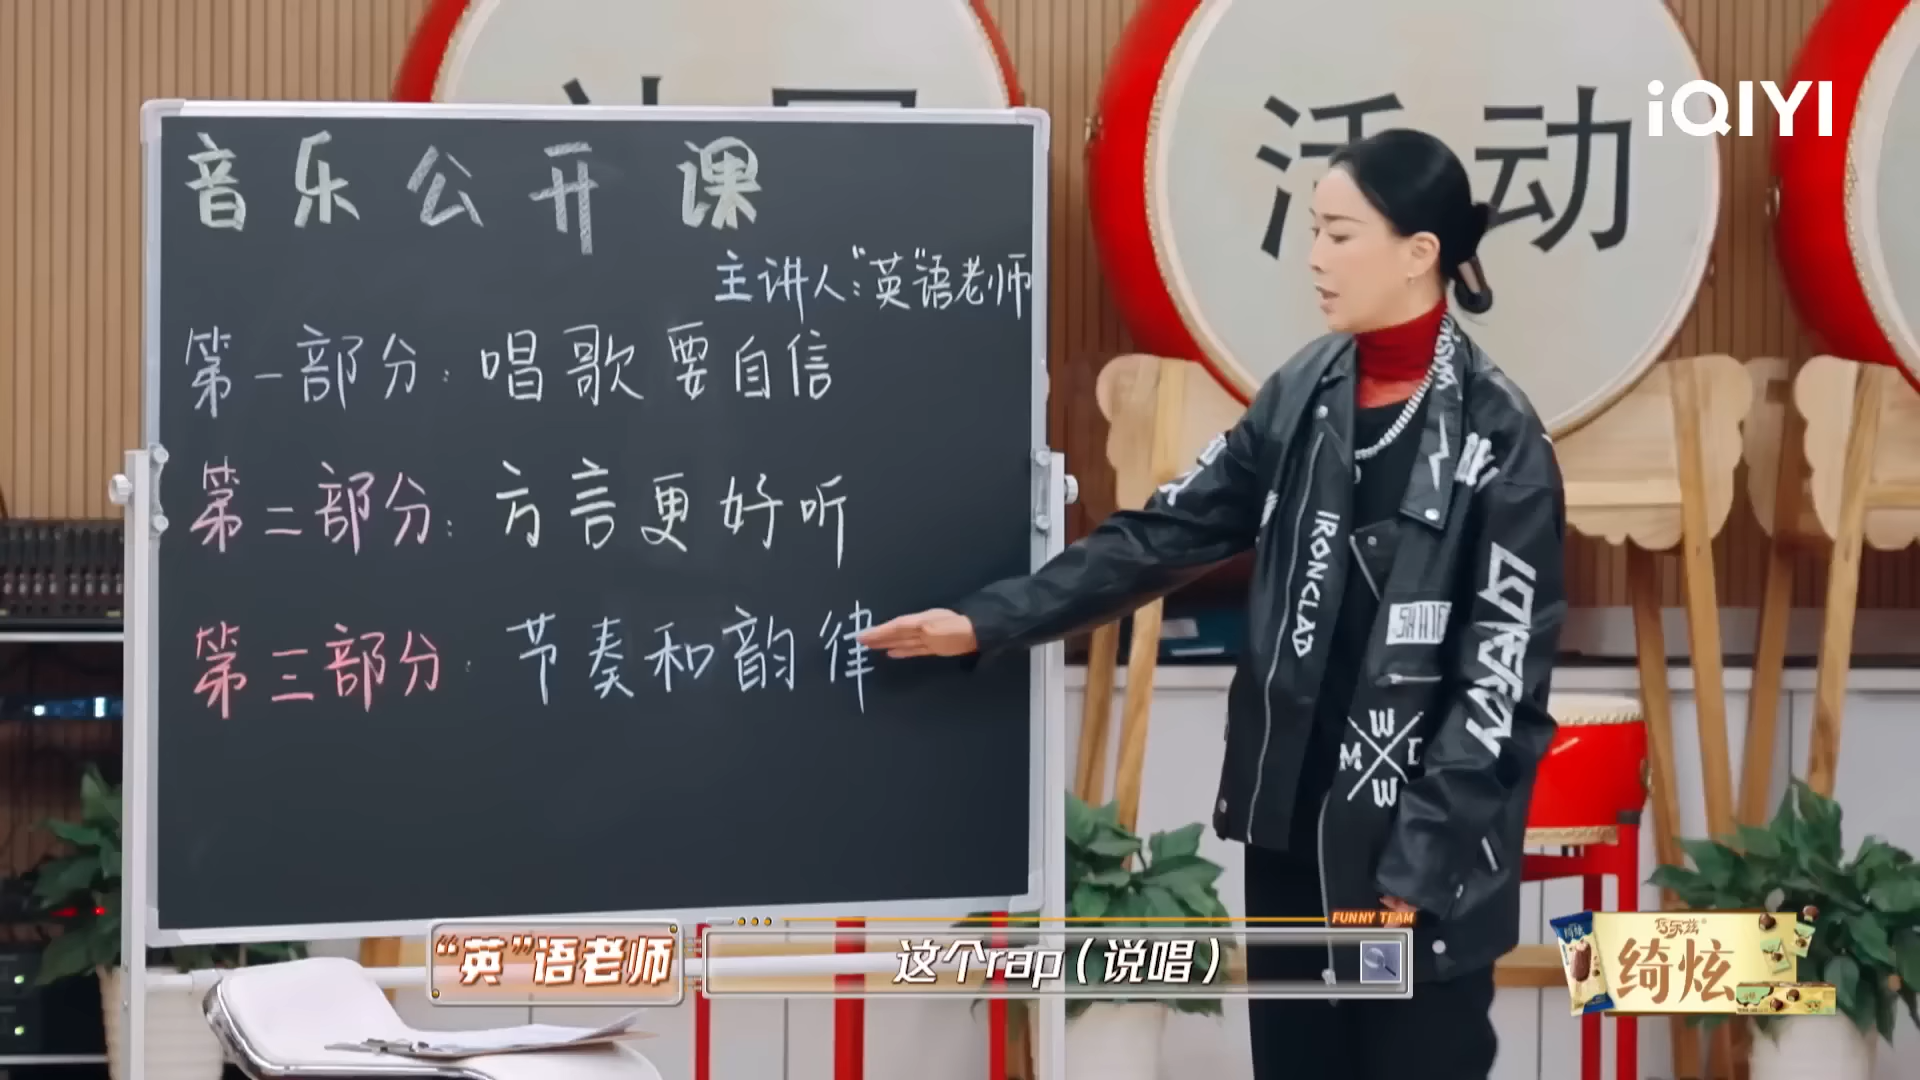 活动
iQIYI
音乐公开课
主讲人："英"语老师
第一部分：唱歌要自信
第二部分：方言更好听
第三部分：节奏和韵律
IRONCLAD
W
M
W
FUNNY TEAM
"英"语老师
这个rap（说唱）
巧乐兹
绮炫